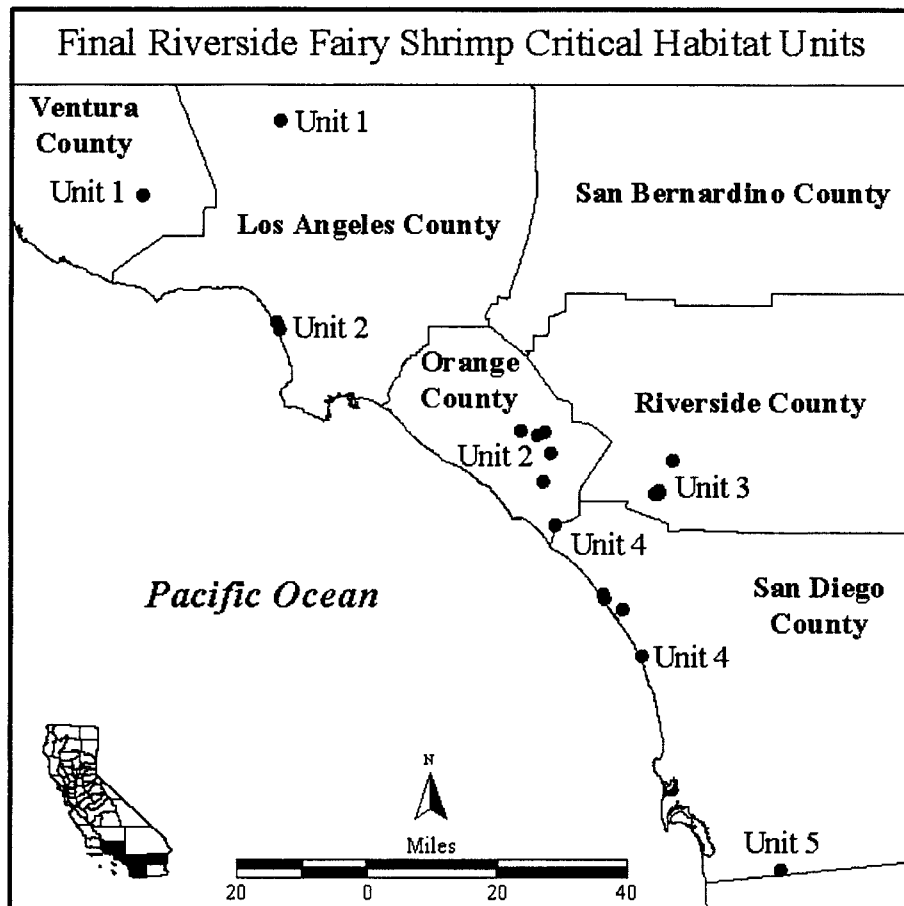 Final Riverside Fairy Shrimp Critical Habitat Units
Ventura
County
Unit 1
Unit 1
San Bernardino County
Los Angeles County
Unit 2
Orange
County
Riverside County
Unit 2
Unit 3
Unit 4
Pacific Ocean
San Diego
County
Unit 4
N
Miles
Unit 5
20 0 20 40